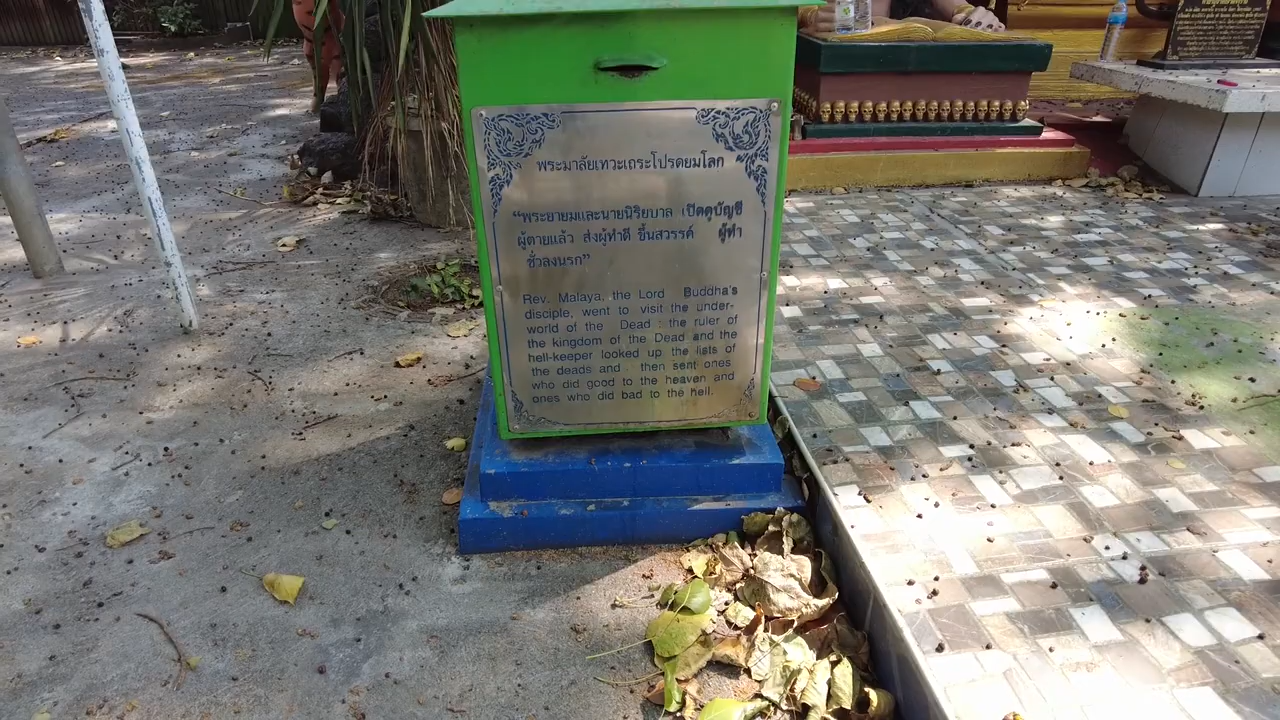 พระมาลัยเทวะเถระโปรดยมโลก
“พระยายมและนายนิริยบาล เปิดดูบัญชี
ผู้ตายแล้ว ส่งผู้ทำดี ขึ้นสวรรค์ ผู้ทำ
ชั่วลงนรก”
Rev. Malaya, the Lord Buddha's
disciple, went to visit the under-
world of the Dead : the ruler of
the kingdom of the Dead and the
hell-keeper looked up the lists of
the deads and then sent ones
who did good to the heaven and
ones who did bad to the hell.